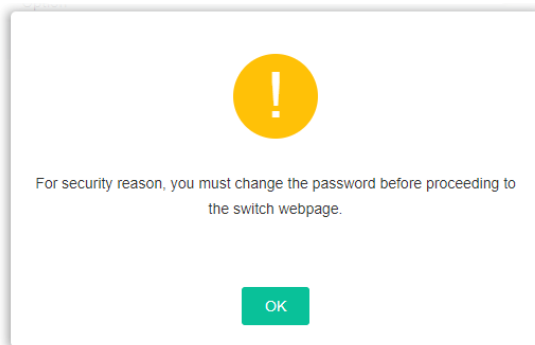 For security reason, you must change the password before proceeding to
the switch webpage.
OK